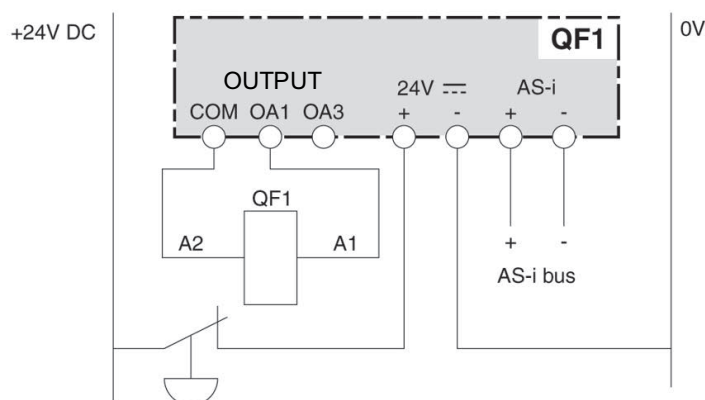 +24V DC
0V
QF1
OUTPUT
24V
AS-i
COM OA1 OA3 + - + -
QF1
A2 A1
+ -
AS-i bus